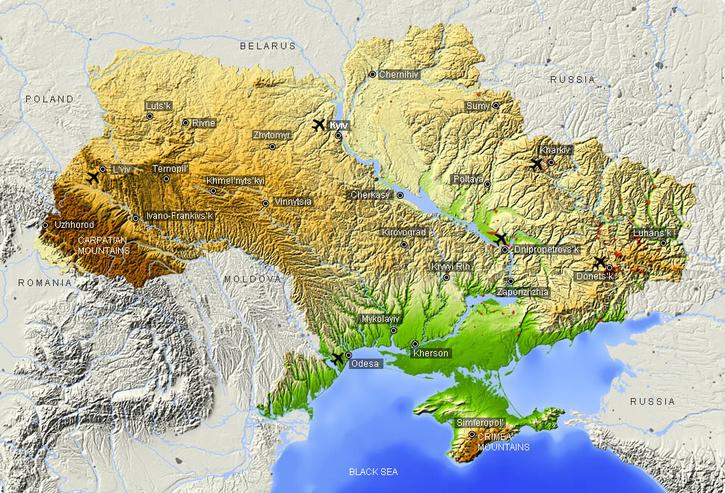 BELARUS
Chernihiv
RUSSIA
POLAND
Luts'k
Sumy
Rivne
Kyiv
Zhytomyr
Kharkiv
L'viv
Ternopil'
Khmel'nyts'kyi
Poltava
Vinnytsia
Cherkasy
Uzhhorod
Ivano-Frankivs'k
Kirovograd
Luhans'k
CARPATIAN
MOUNTAINS
Dnipropetrovs'k
Kryvyi Rih
Donets'k
ROMANIA
MOLDOVA
Zaporizhzhia
Mykolayiv
Kherson
Odesa
RUSSIA
Simferopol'
CRIMEA
MOUNTAINS
BLACK SEA